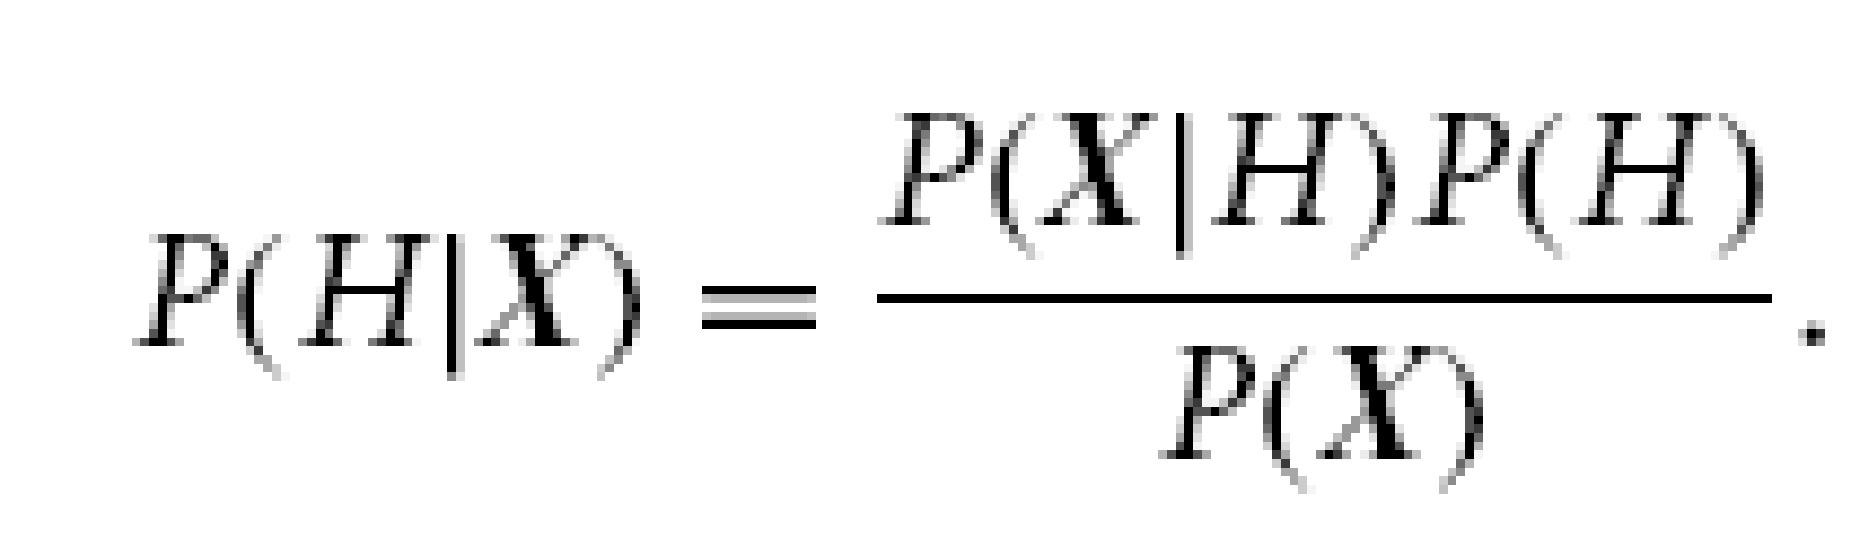 P(H|X) = P(X|H)P(H) / P(X).